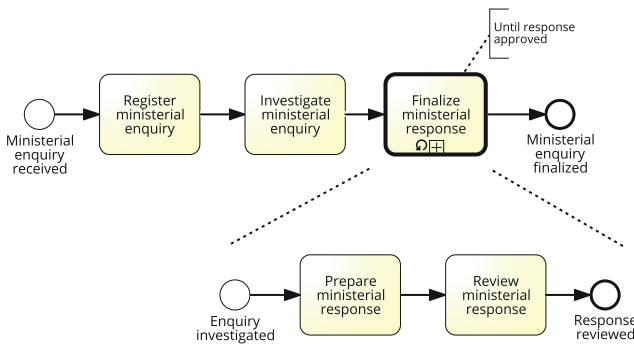 Until response
approved
Register
ministerial
enquiry
Investigate
ministerial
enquiry
Finalize
ministerial
response
Ministerial
enquiry
received
Ministerial
enquiry
finalized
Prepare
ministerial
response
Review
ministerial
response
Enquiry
investigated
Response
reviewed